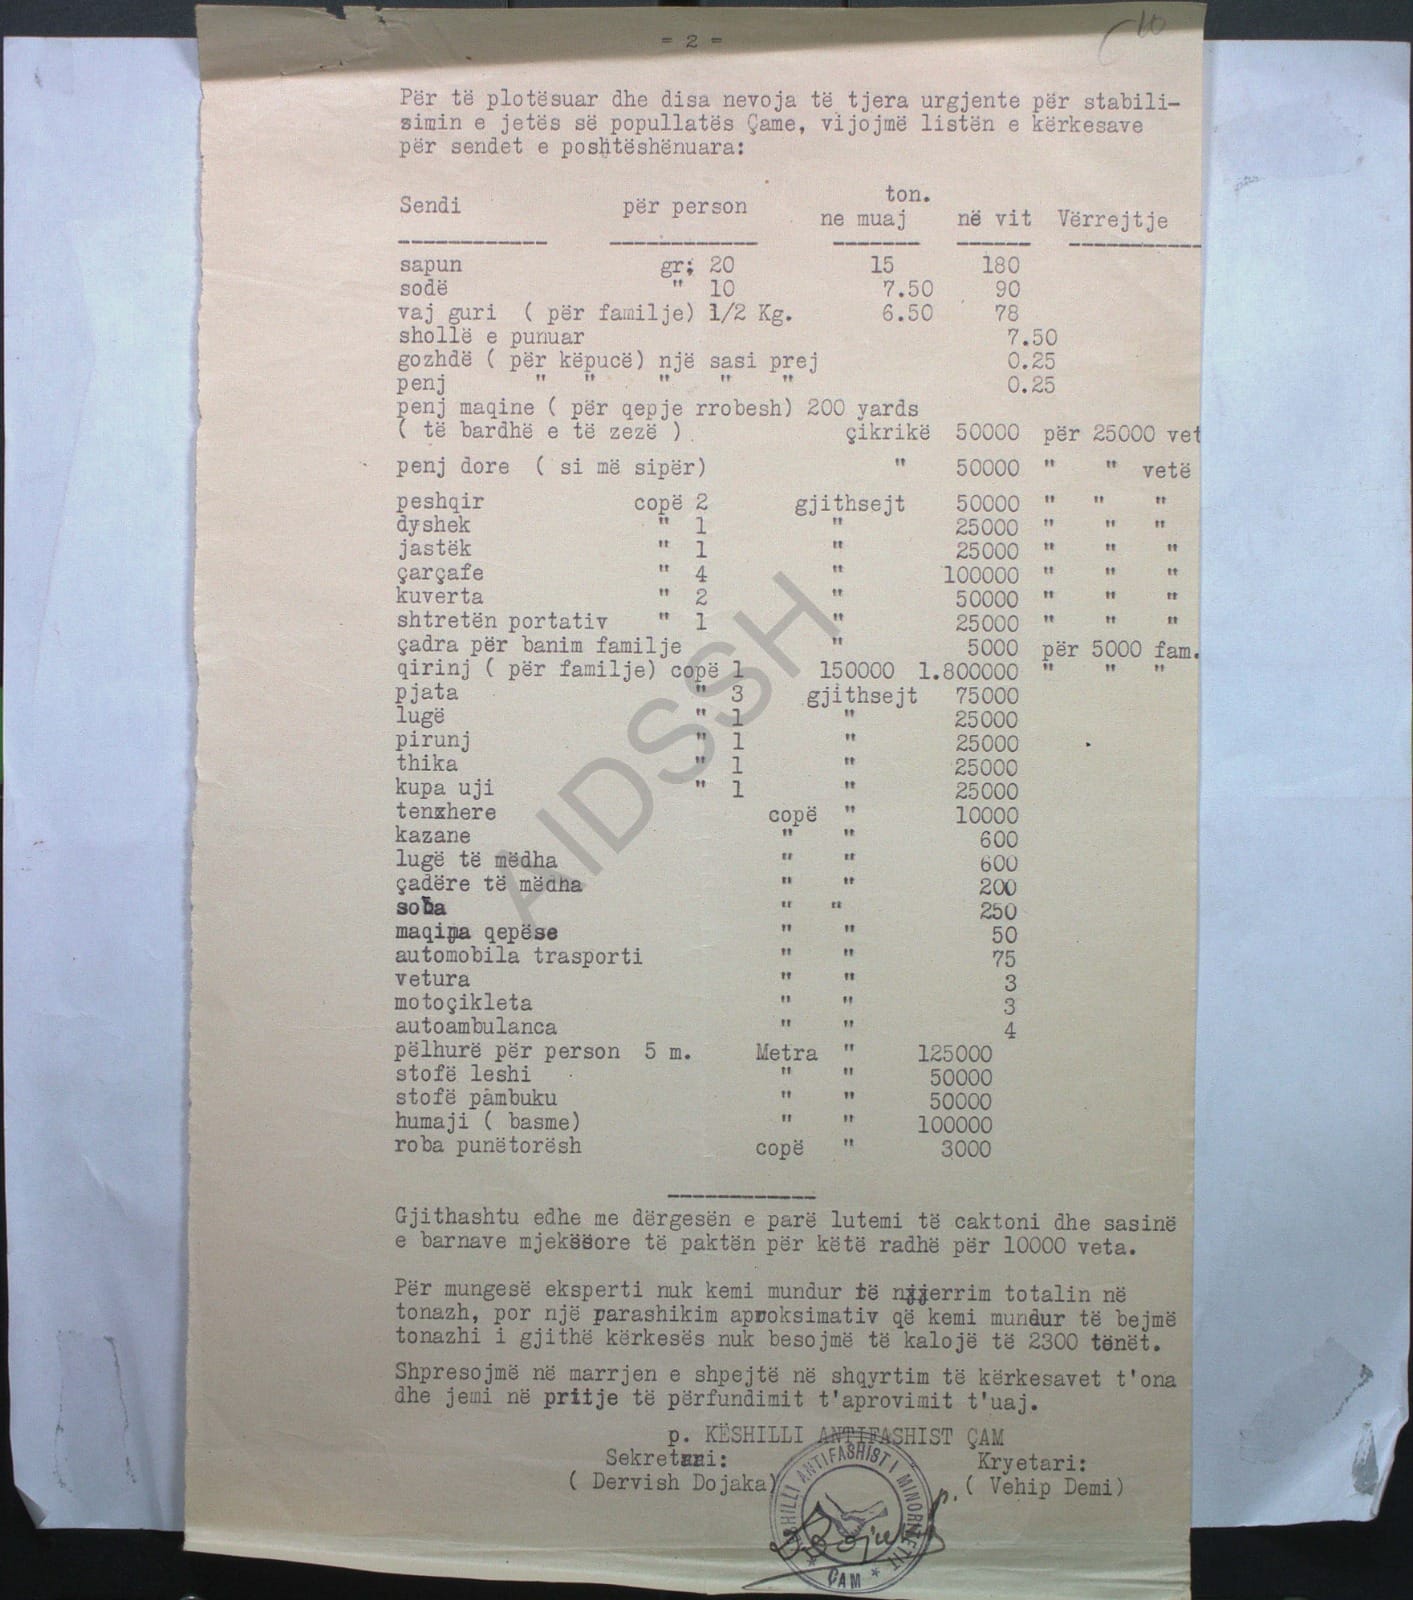 = 2 =
10
Për të plotësuar dhe disa nevoja të tjera urgjente për stabili-
simin e jetës së popullatës Çame, vijojmë listën e kërkesave
për sendet e poshtëshënuara:
Sendi për person ton. ne muaj në vit Vërrejtje
sapun gr; 20 15 180
sodë " 10 7.50 90
vaj guri ( për familje) 1/2 Kg. 6.50 78
shollë e punuar 7.50
gozhdë ( për këpucë) një sasi prej 0.25
penj " " " " " 0.25
penj maqine ( për qepje rrobesh) 200 yards
( të bardhë e të zezë ) çikrikë 50000 për 25000 vet
penj dore ( si më sipër) " 50000 " " vetë
peshqir copë 2 gjithsejt 50000 " " "
dyshek " 1 " 25000 " " "
jastëk " 1 " 25000 " " "
çarçafe " 4 " 100000 " " "
kuverta " 2 " 50000 " " "
shtretën portativ " 1 " 25000 " " "
çadra për banim familje " 5000 për 5000 fam.
qirinj ( për familje) copë 1 150000 1.800000 " " "
pjata " 3 gjithsejt 75000
lugë " 1 " 25000
pirunj " 1 " 25000
thika " 1 " 25000
kupa uji " 1 " 25000
tenxhere copë " 10000
kazane " " 600
lugë të mëdha " " 600
çadëre të mëdha " " 200
soba " " 250
maqina qepëse " " 50
automobila trasporti " " 75
vetura " " 3
motoçikleta " " 3
autoambulanca " " 4
pëlhurë për person 5 m. Metra " 125000
stofë leshi " " 50000
stofë pambuku " " 50000
humaji ( basme) " " 100000
roba punëtorësh copë " 3000
Gjithashtu edhe me dërgesën e parë lutemi të caktoni dhe sasinë
e barnave mjekësore të paktën për këtë radhë për 10000 veta.
Për mungesë eksperti nuk kemi mundur të njjerrim totalin në
tonazh, por një parashikim aproksimativ që kemi mundur të bejmë
tonazhi i gjithë kërkesës nuk besojmë të kalojë të 2300 tonët.
Shpresojmë në marrjen e shpejtë në shqyrtim të kërkesavet t'ona
dhe jemi në pritje të përfundimit t'aprovimit t'uaj.
p. KËSHILLI ANTIFASHIST ÇAM
Sekretari: Kryetari:
( Dervish Dojaka) p. ( Vehip Demi)
KËSHILLI ANTIFASHIST I MINORITETIT
* ÇAM *
AIDSSH